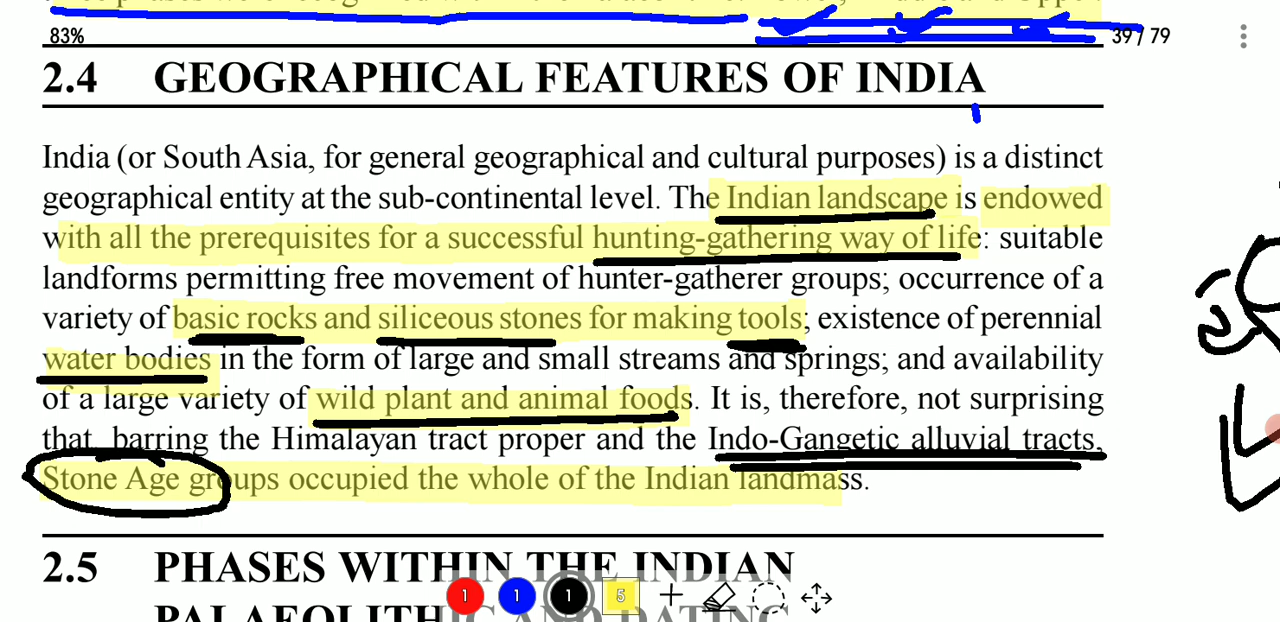 83%
39 / 79
2.4 GEOGRAPHICAL FEATURES OF INDIA
India (or South Asia, for general geographical and cultural purposes) is a distinct
geographical entity at the sub-continental level. The Indian landscape is endowed
with all the prerequisites for a successful hunting-gathering way of life: suitable
landforms permitting free movement of hunter-gatherer groups; occurrence of a
variety of basic rocks and siliceous stones for making tools; existence of perennial
water bodies in the form of large and small streams and springs; and availability
of a large variety of wild plant and animal foods. It is, therefore, not surprising
that, barring the Himalayan tract proper and the Indo-Gangetic alluvial tracts,
Stone Age groups occupied the whole of the Indian landmass.
2.5 PHASES WITHIN THE INDIAN
PALAEOLITHIC AND DATING
1 1 1 5